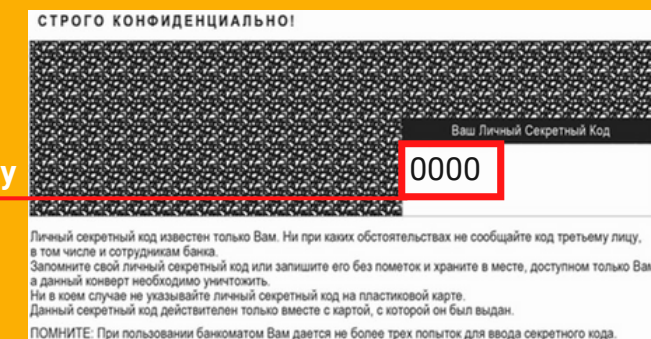 СТРОГО КОНФИДЕНЦИАЛЬНО!
Ваш Личный Секретный Код
у
0000
Личный секретный код известен только Вам. Ни при каких обстоятельствах не сообщайте код третьему лицу,
в том числе и сотрудникам банка.
Запомните свой личный секретный код или запишите его без пометок и храните в месте, доступном только Вам
а данный конверт необходимо уничтожить.
Ни в коем случае не указывайте личный секретный код на пластиковой карте.
Данный секретный код действителен только вместе с картой, с которой он был выдан.
ПОМНИТЕ: При пользовании банкоматом Вам дается не более трех попыток для ввода секретного кода.